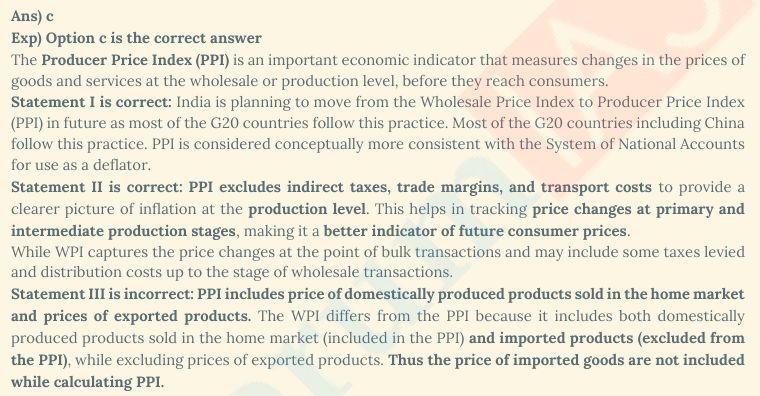 Ans) c
Exp) Option c is the correct answer
The Producer Price Index (PPI) is an important economic indicator that measures changes in the prices of
goods and services at the wholesale or production level, before they reach consumers.
Statement I is correct: India is planning to move from the Wholesale Price Index to Producer Price Index
(PPI) in future as most of the G20 countries follow this practice. Most of the G20 countries including China
follow this practice. PPI is considered conceptually more consistent with the System of National Accounts
for use as a deflator.
Statement II is correct: PPI excludes indirect taxes, trade margins, and transport costs to provide a
clearer picture of inflation at the production level. This helps in tracking price changes at primary and
intermediate production stages, making it a better indicator of future consumer prices.
While WPI captures the price changes at the point of bulk transactions and may include some taxes levied
and distribution costs up to the stage of wholesale transactions.
Statement III is incorrect: PPI includes price of domestically produced products sold in the home market
and prices of exported products. The WPI differs from the PPI because it includes both domestically
produced products sold in the home market (included in the PPI) and imported products (excluded from
the PPI), while excluding prices of exported products. Thus the price of imported goods are not included
while calculating PPI.